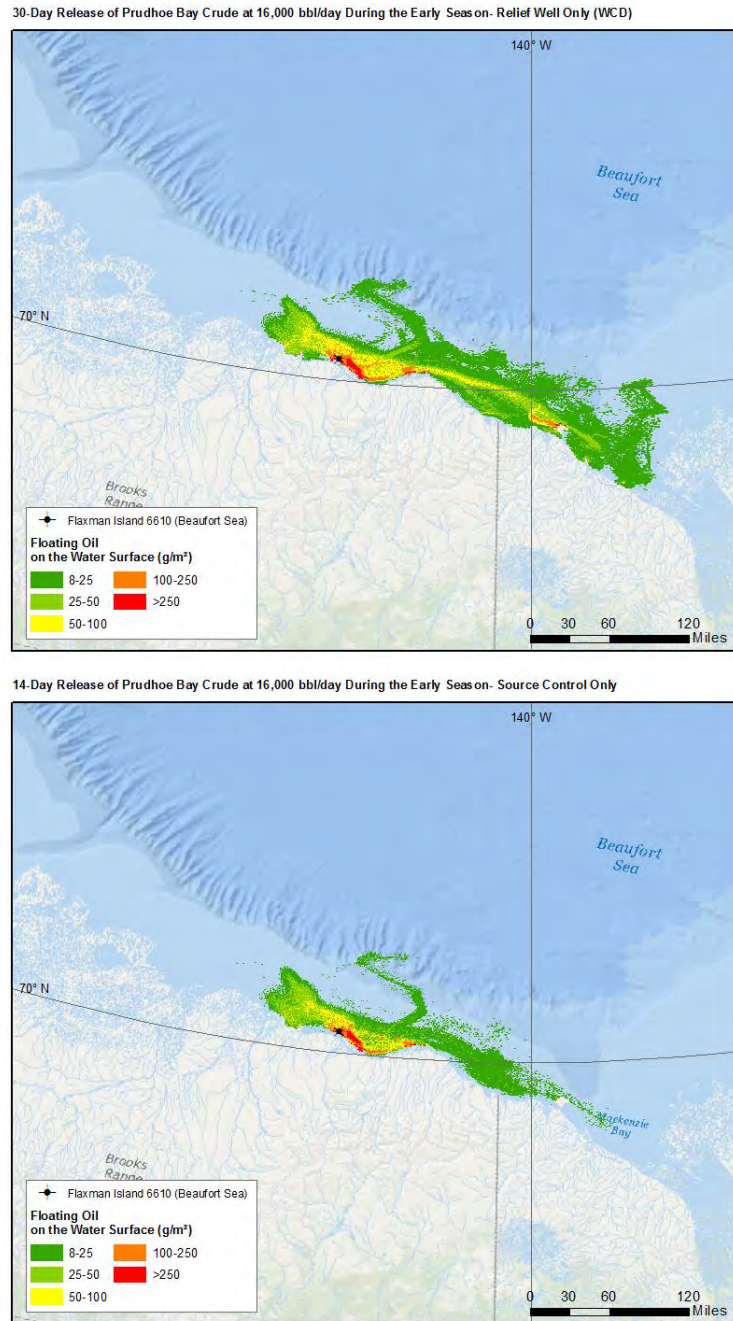 30-Day Release of Prudhoe Bay Crude at 16,000 bbl/day During the Early Season- Relief Well Only (WCD)
140° W
Beaufort
Sea
70° N
Brooks
Range
Flaxman Island 6610 (Beaufort Sea)
Floating Oil
on the Water Surface (g/m²)
8-25
100-250
25-50
>250
50-100
0 30 60 120
Miles
14-Day Release of Prudhoe Bay Crude at 16,000 bbl/day During the Early Season- Source Control Only
140° W
Beaufort
Sea
70° N
Mackenzie
Bay
Brooks
Range
Flaxman Island 6610 (Beaufort Sea)
Floating Oil
on the Water Surface (g/m²)
8-25
100-250
25-50
>250
50-100
0 30 60 120
Miles